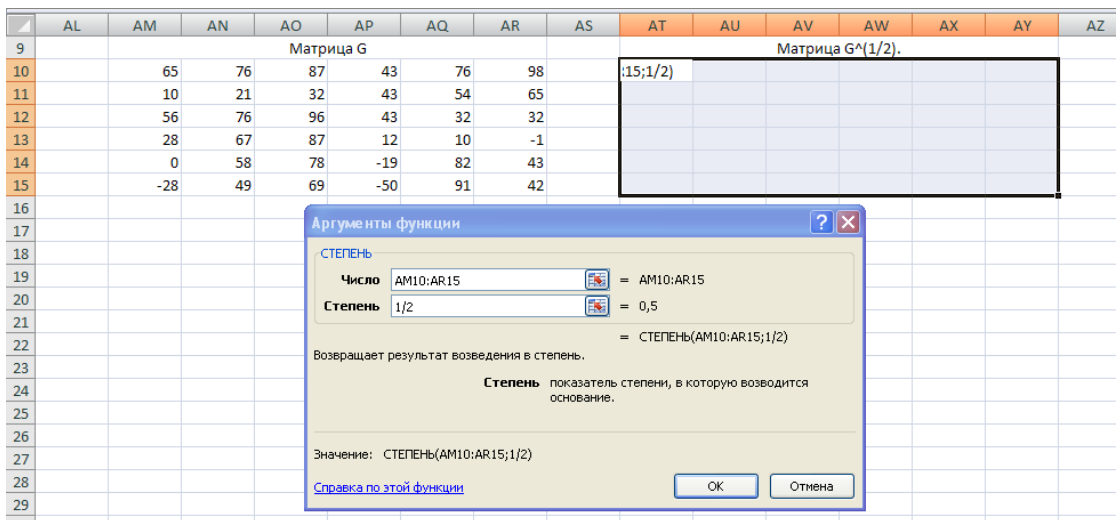 AL AM AN AO AP AQ AR AS AT AU AV AW AX AY AZ
9 Матрица G Матрица G^(1/2).
10 65 76 87 43 76 98 :15;1/2)
11 10 21 32 43 54 65
12 56 76 96 43 32 32
13 28 67 87 12 10 -1
14 0 58 78 -19 82 43
15 -28 49 69 -50 91 42
16
17 Аргументы функции
18 СТЕПЕНЬ
19 Число AM10:AR15 = AM10:AR15
20 Степень 1/2 = 0,5
21
22 = СТЕПЕНЬ(AM10:AR15;1/2)
23 Возвращает результат возведения в степень.
24 Степень показатель степени, в которую возводится
25 основание.
26
27 Значение: СТЕПЕНЬ(AM10:AR15;1/2)
28 Справка по этой функции ОК Отмена
29